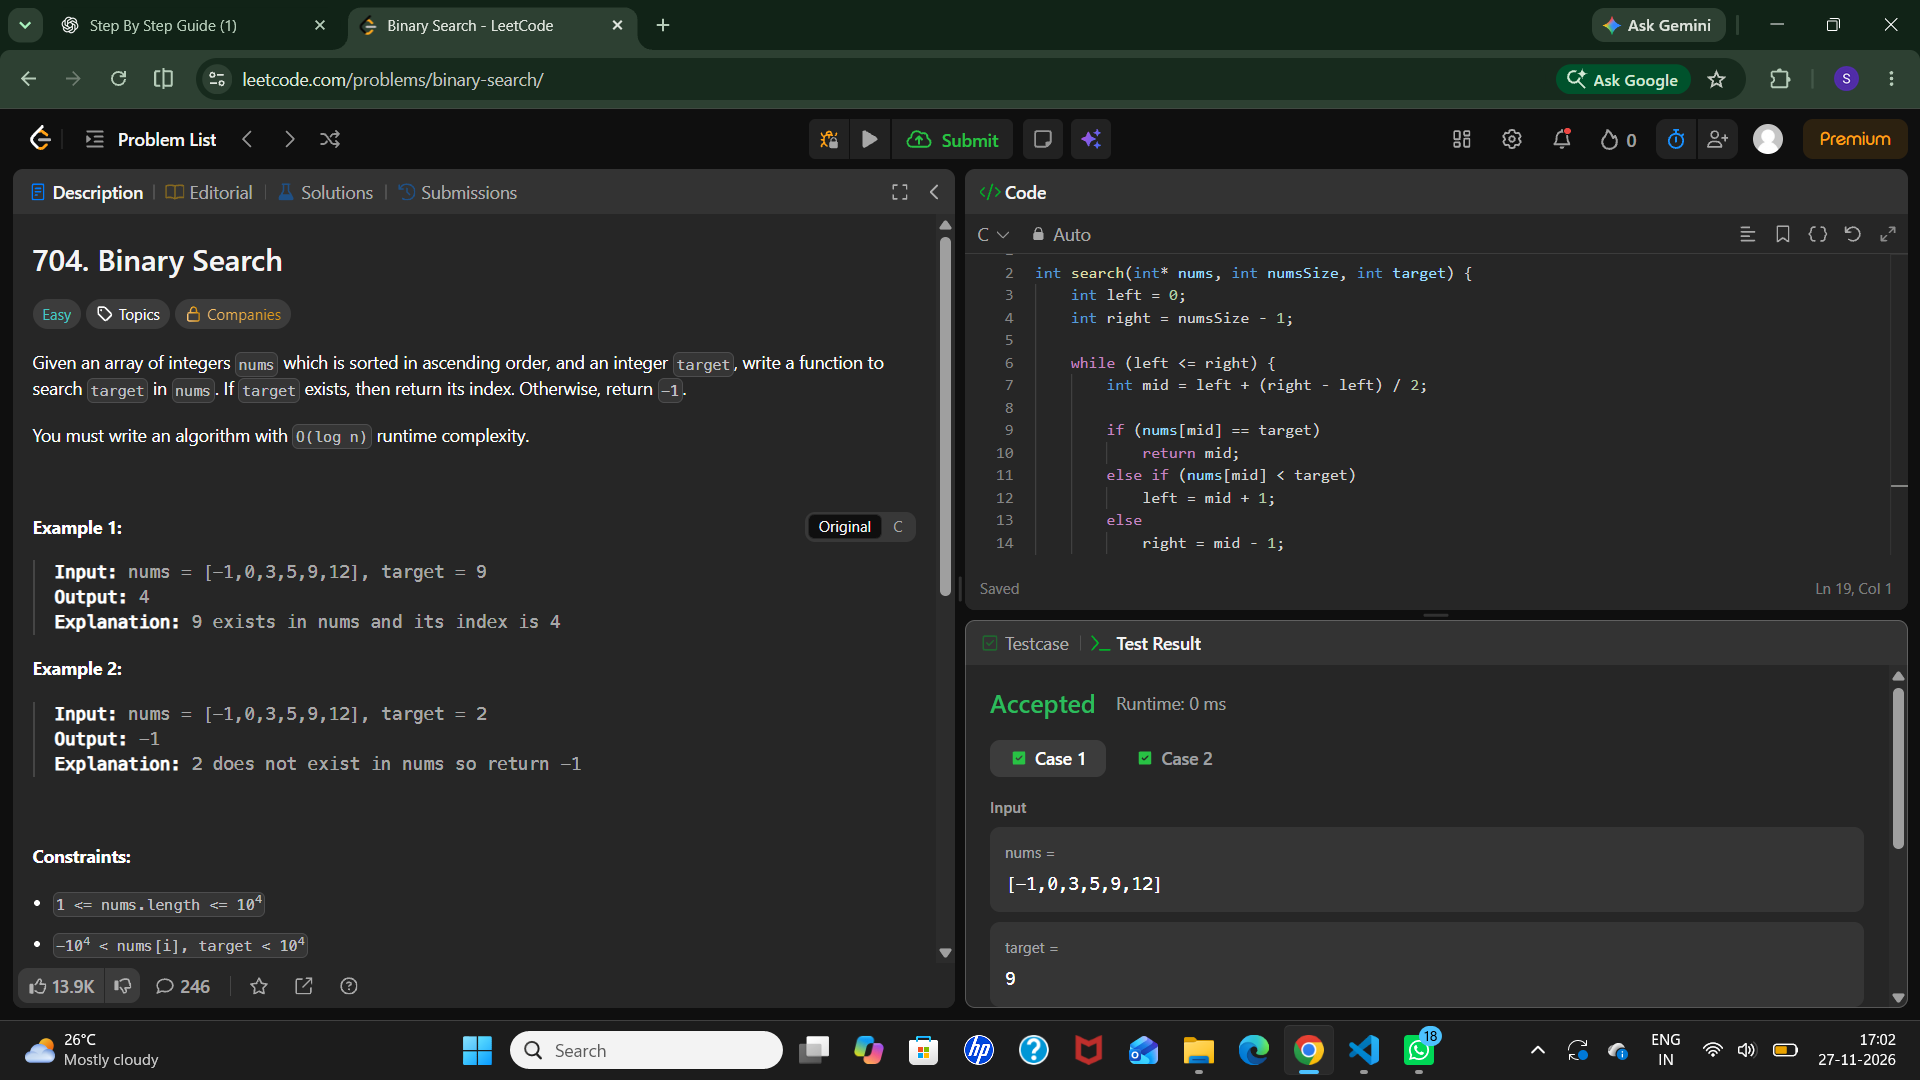 Step By Step Guide (1)
Binary Search - LeetCode
Ask Gemini
leetcode.com/problems/binary-search/
Ask Google
S
Problem List
Submit
0
Premium
Description
Editorial
Solutions
Submissions
704. Binary Search
Easy
Topics
Companies
Given an array of integers nums which is sorted in ascending order, and an integer target, write a function to
search target in nums. If target exists, then return its index. Otherwise, return -1.
You must write an algorithm with O(log n) runtime complexity.
Example 1:
Original C
Input: nums = [-1,0,3,5,9,12], target = 9
Output: 4
Explanation: 9 exists in nums and its index is 4
Example 2:
Input: nums = [-1,0,3,5,9,12], target = 2
Output: -1
Explanation: 2 does not exist in nums so return -1
Constraints:
• 1 <= nums.length <= 10⁴
• -10⁴ < nums[i], target < 10⁴
13.9K
246
</> Code
C
Auto
2 int search(int* nums, int numsSize, int target) {
3 int left = 0;
4 int right = numsSize - 1;
5
6 while (left <= right) {
7 int mid = left + (right - left) / 2;
8
9 if (nums[mid] == target)
10 return mid;
11 else if (nums[mid] < target)
12 left = mid + 1;
13 else
14 right = mid - 1;
Saved
Ln 19, Col 1
Testcase
Test Result
Accepted
Runtime: 0 ms
Case 1
Case 2
Input
nums =
[-1,0,3,5,9,12]
target =
9
26°C
Mostly cloudy
Search
hp
18
ENG
IN
17:02
27-11-2026